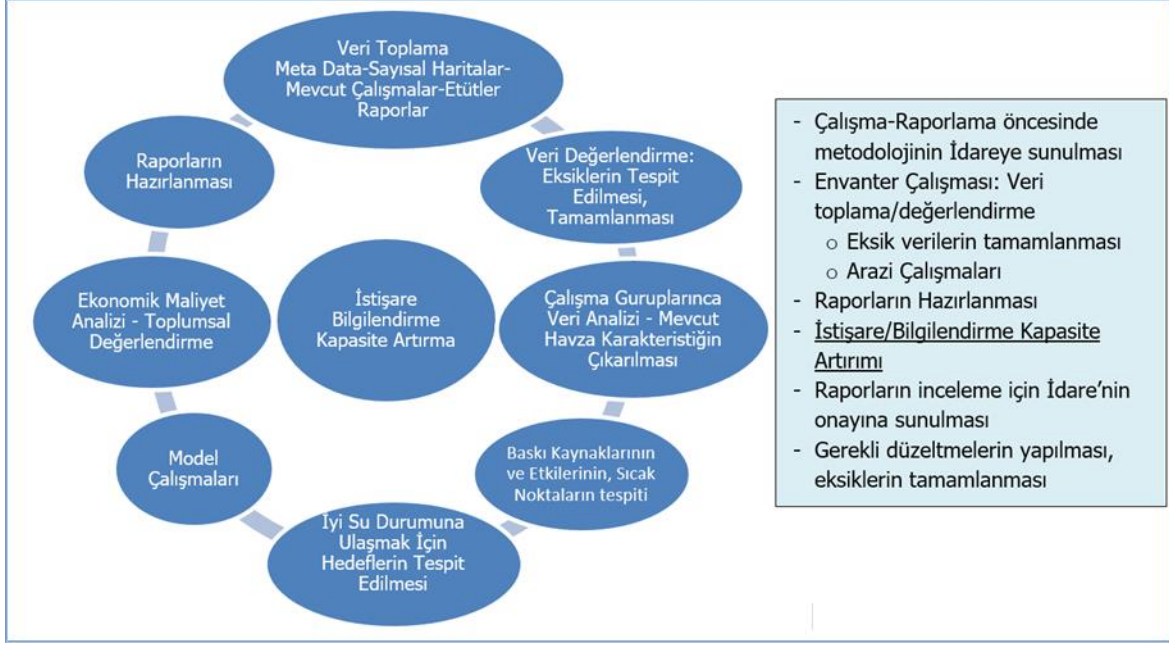 Veri Toplama
Meta Data-Sayısal Haritalar-
Mevcut Çalışmalar-Etütler
Raporlar
Veri Değerlendirme:
Eksiklerin Tespit
Edilmesi,
Tamamlanması
Çalışma Guruplarınca
Veri Analizi - Mevcut
Havza Karakteristiğin
Çıkarılması
Baskı Kaynaklarının
ve Etkilerinin, Sıcak
Noktaların tespiti
İyi Su Durumuna
Ulaşmak İçin
Hedeflerin Tespit
Edilmesi
Model
Çalışmaları
Ekonomik Maliyet
Analizi - Toplumsal
Değerlendirme
Raporların
Hazırlanması
İstişare
Bilgilendirme
Kapasite Artırma
- Çalışma-Raporlama öncesinde
metodolojinin İdareye sunulması
- Envanter Çalışması: Veri
toplama/değerlendirme
o Eksik verilerin tamamlanması
o Arazi Çalışmaları
- Raporların Hazırlanması
- İstişare/Bilgilendirme Kapasite
Artırımı
- Raporların inceleme için İdare'nin
onayına sunulması
- Gerekli düzeltmelerin yapılması,
eksiklerin tamamlanması